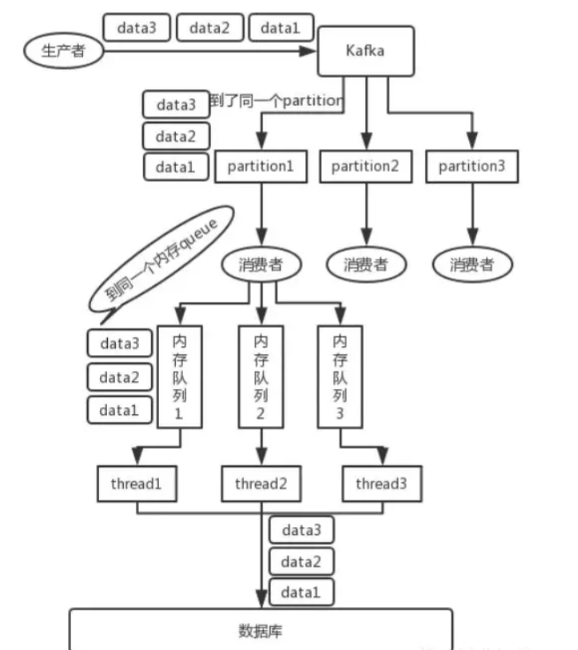 data3 data2 data1
生产者
Kafka
data3
到了同一个partition
data2
data1
partition1 partition2 partition3
到同一个内存queue
消费者 消费者 消费者
data3
data2
data1
内存队列1
内存队列2
内存队列3
thread1 thread2 thread3
data3
data2
data1
数据库